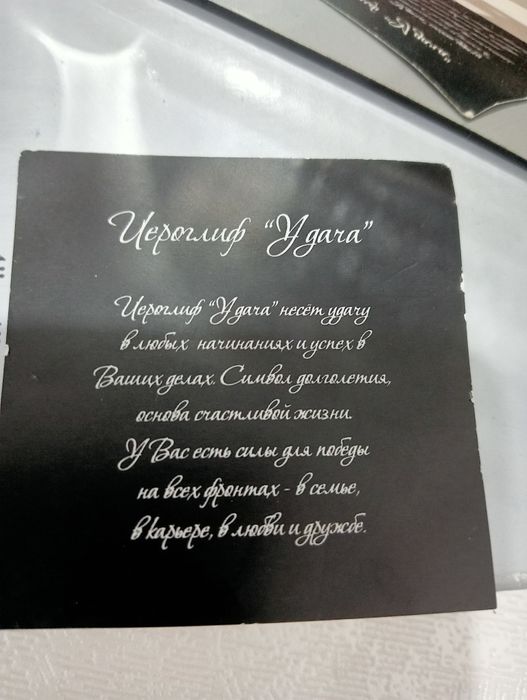 Иероглиф "Удача"
Иероглиф "Удача" несёт удачу
в любых начинаниях и успех в
Ваших делах. Символ долголетия,
основа счастливой жизни.
У Вас есть силы для победы
на всех фронтах - в семье,
в карьере, в любви и дружбе.